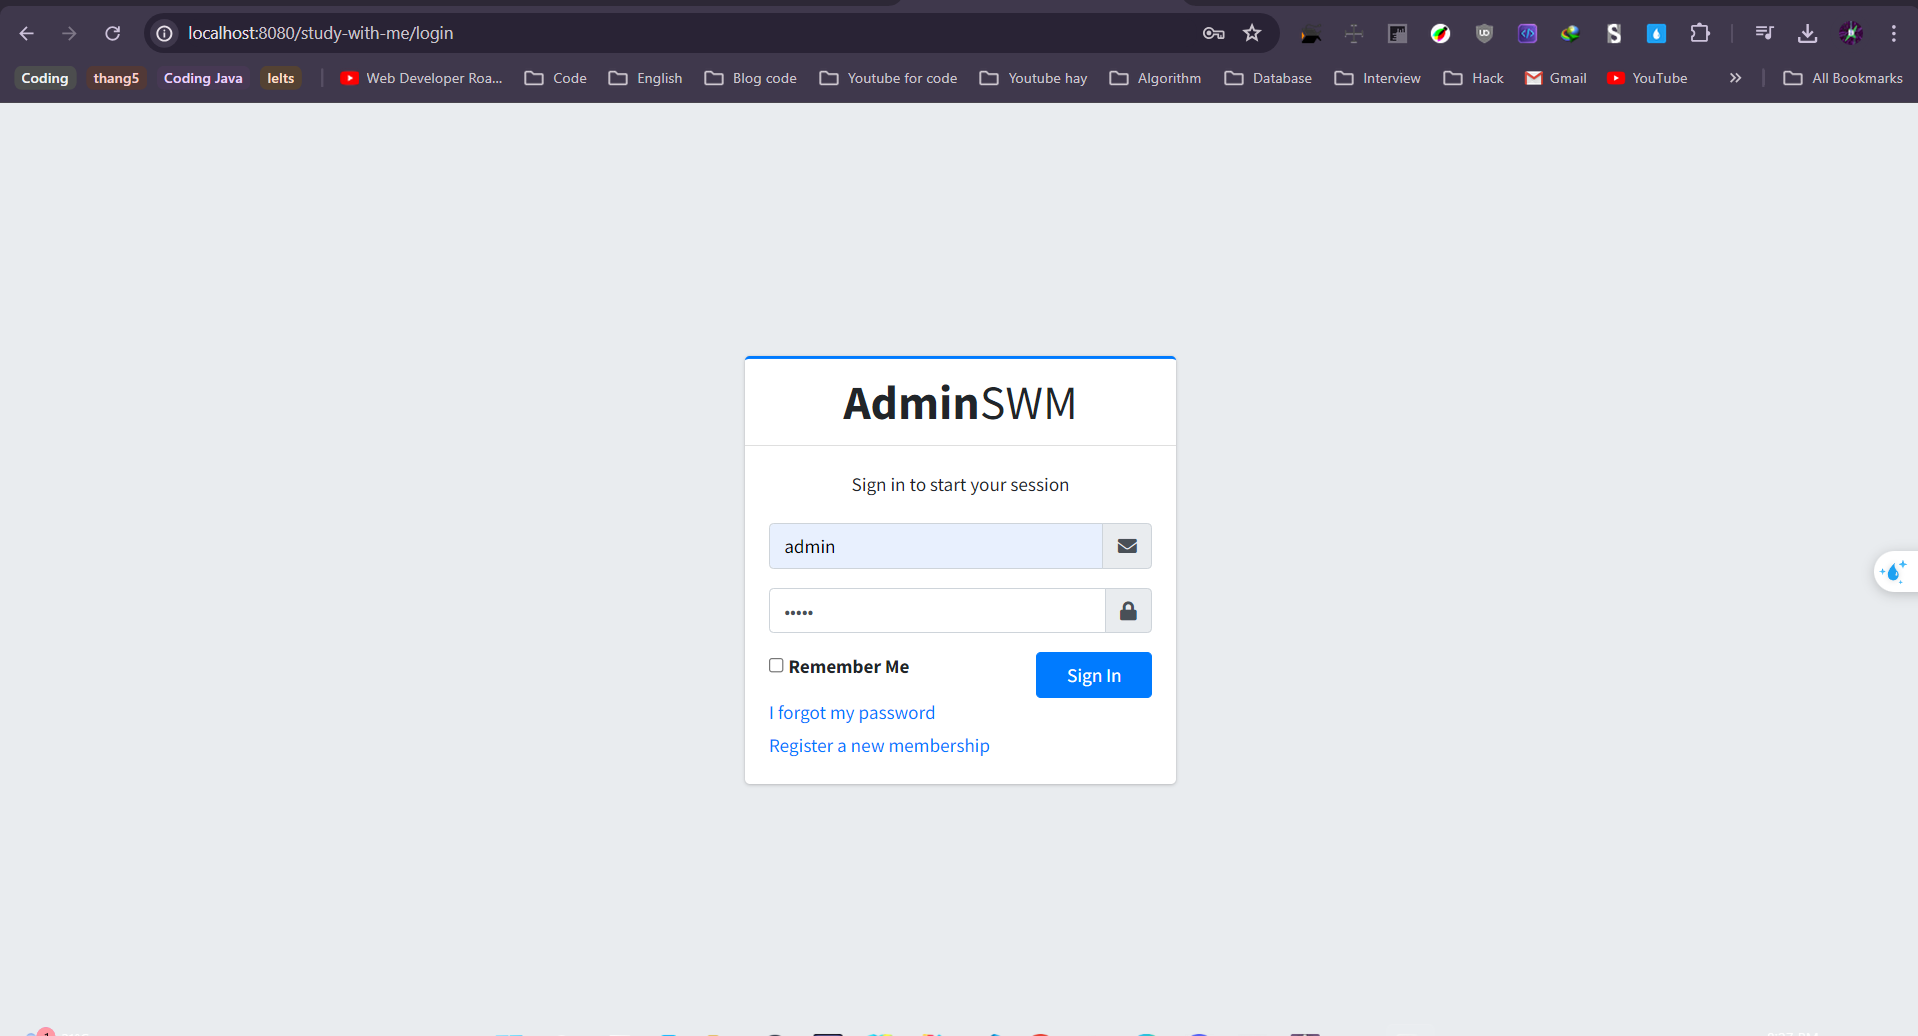 localhost:8080/study-with-me/login
Coding thang5 Coding Java Ielts Web Developer Roa... Code English Blog code Youtube for code Youtube hay Algorithm Database Interview Hack Gmail YouTube » All Bookmarks
AdminSWM
Sign in to start your session
admin
•••••
Remember Me
Sign In
I forgot my password
Register a new membership